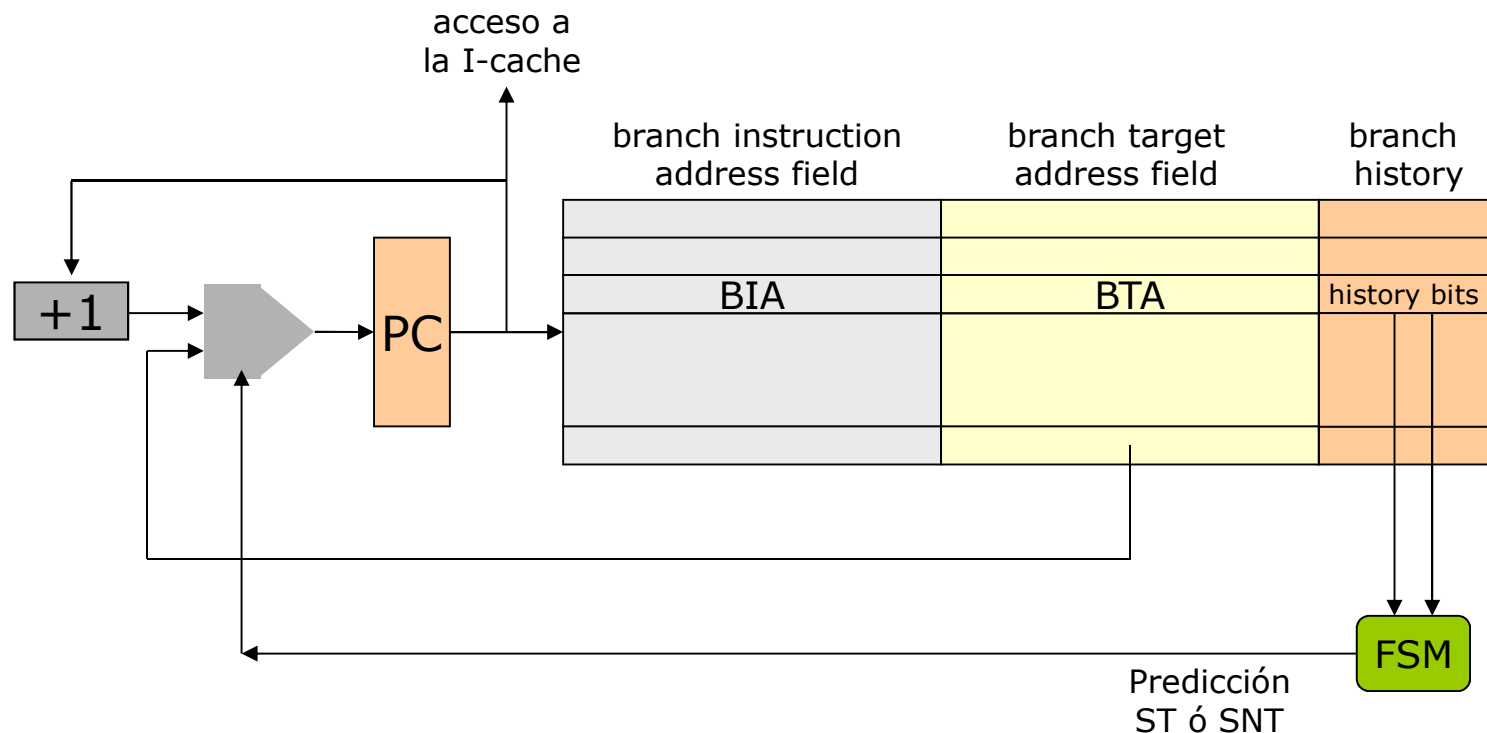 acceso a
la I-cache
branch instruction
address field
branch target
address field
branch
history
+1
PC
BIA
BTA
history bits
FSM
Predicción
ST ó SNT